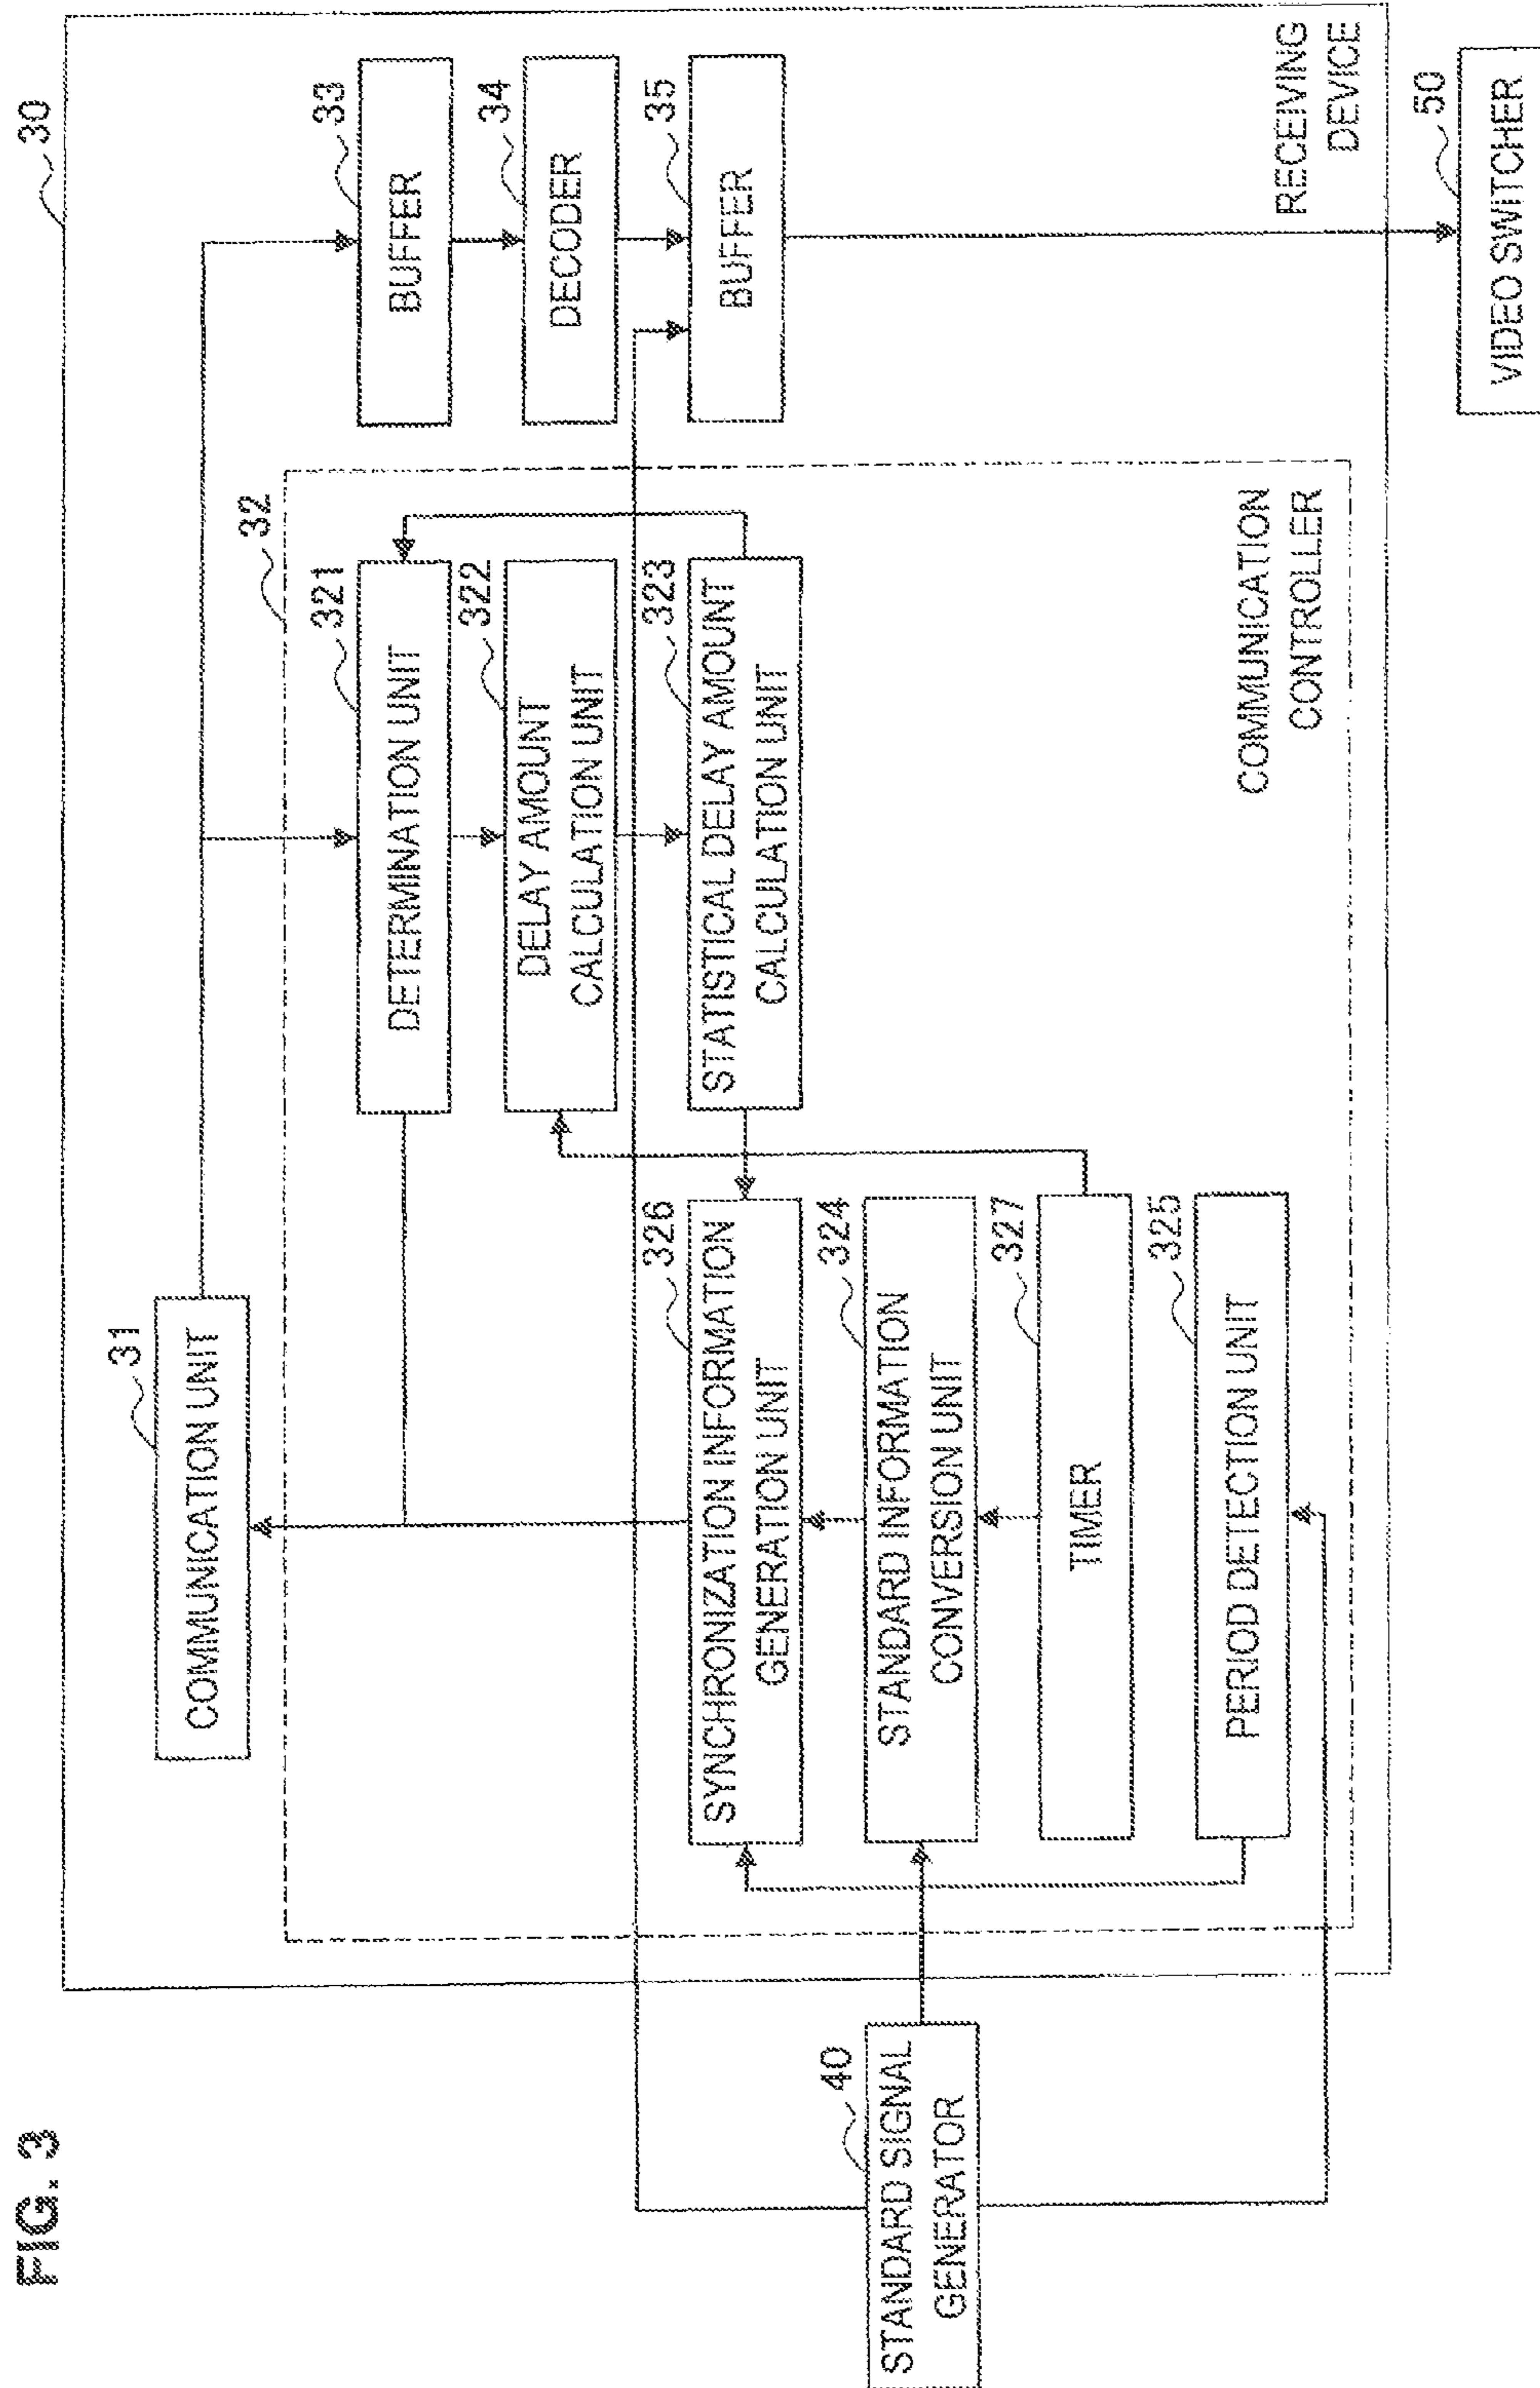 FIG. 3
30
31
COMMUNICATION UNIT
33
BUFFER
34
DECODER
35
BUFFER
32
321
DETERMINATION UNIT
322
DELAY AMOUNT
CALCULATION UNIT
323
STATISTICAL DELAY AMOUNT
CALCULATION UNIT
326
SYNCHRONIZATION INFORMATION
GENERATION UNIT
324
STANDARD INFORMATION
CONVERSION UNIT
327
TIMER
325
PERIOD DETECTION UNIT
COMMUNICATION
CONTROLLER
RECEIVING
DEVICE
40
STANDARD SIGNAL
GENERATOR
50
VIDEO SWITCHER